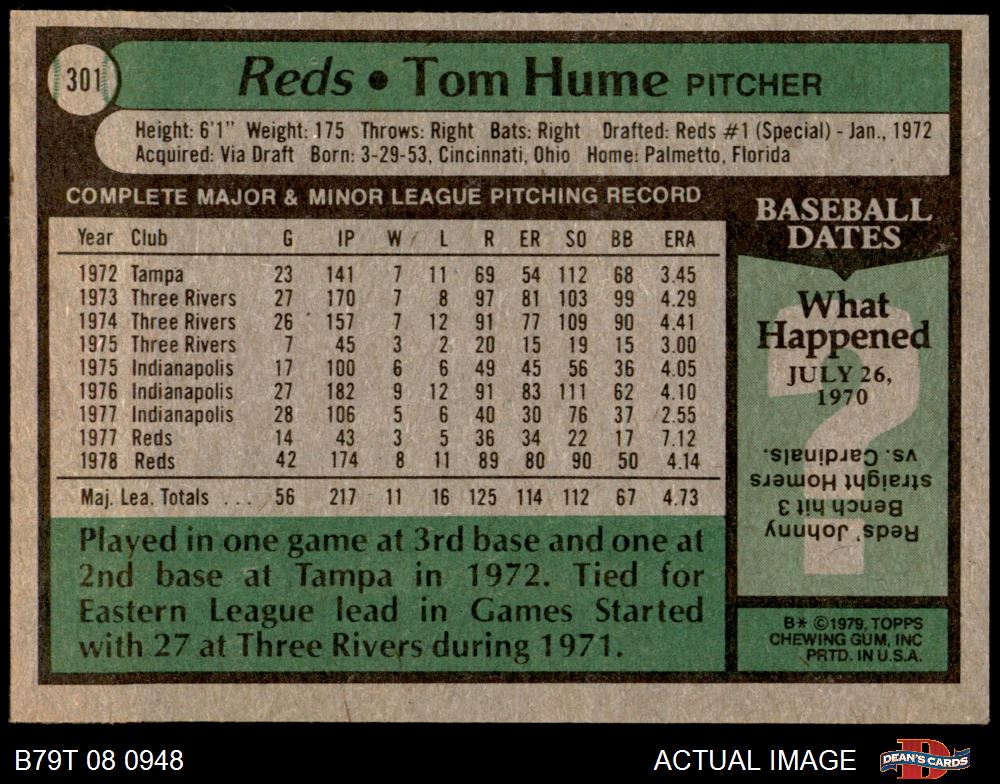 301
Reds • Tom Hume PITCHER
Height: 6'1" Weight: 175 Throws: Right Bats: Right Drafted: Reds #1 (Special) - Jan., 1972
Acquired: Via Draft Born: 3-29-53, Cincinnati, Ohio Home: Palmetto, Florida
COMPLETE MAJOR & MINOR LEAGUE PITCHING RECORD
Year Club G IP W L R ER SO BB ERA
1972 Tampa 23 141 7 11 69 54 112 68 3.45
1973 Three Rivers 27 170 7 8 97 81 103 99 4.29
1974 Three Rivers 26 157 7 12 91 77 109 90 4.41
1975 Three Rivers 7 45 3 2 20 15 19 15 3.00
1975 Indianapolis 17 100 6 6 49 45 56 36 4.05
1976 Indianapolis 27 182 9 12 91 83 111 62 4.10
1977 Indianapolis 28 106 5 6 40 30 76 37 2.55
1977 Reds 14 43 3 5 36 34 22 17 7.12
1978 Reds 42 174 8 11 89 80 90 50 4.14
Maj. Lea. Totals ... 56 217 11 16 125 114 112 67 4.73
Played in one game at 3rd base and one at
2nd base at Tampa in 1972. Tied for
Eastern League lead in Games Started
with 27 at Three Rivers during 1971.
BASEBALL
DATES
What
Happened
JULY 26,
1970
?
Reds' Johnny
Bench hit 3
straight Homers
vs. Cardinals.
B* ©1979, TOPPS
CHEWING GUM, INC
PRTD. IN U.S.A.
B79T 08 0948
ACTUAL IMAGE
D
DEAN'S CARDS